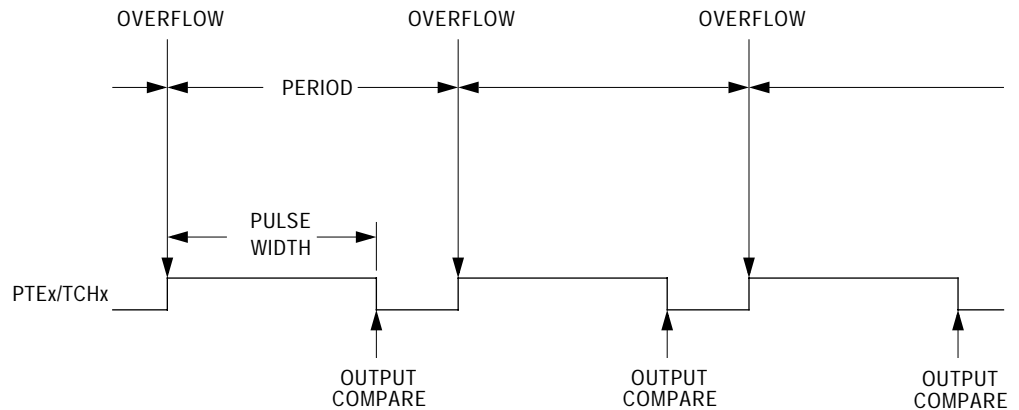 OVERFLOW
OVERFLOW
OVERFLOW
PERIOD
PULSE
WIDTH
PTEx/TCHx
OUTPUT
COMPARE
OUTPUT
COMPARE
OUTPUT
COMPARE